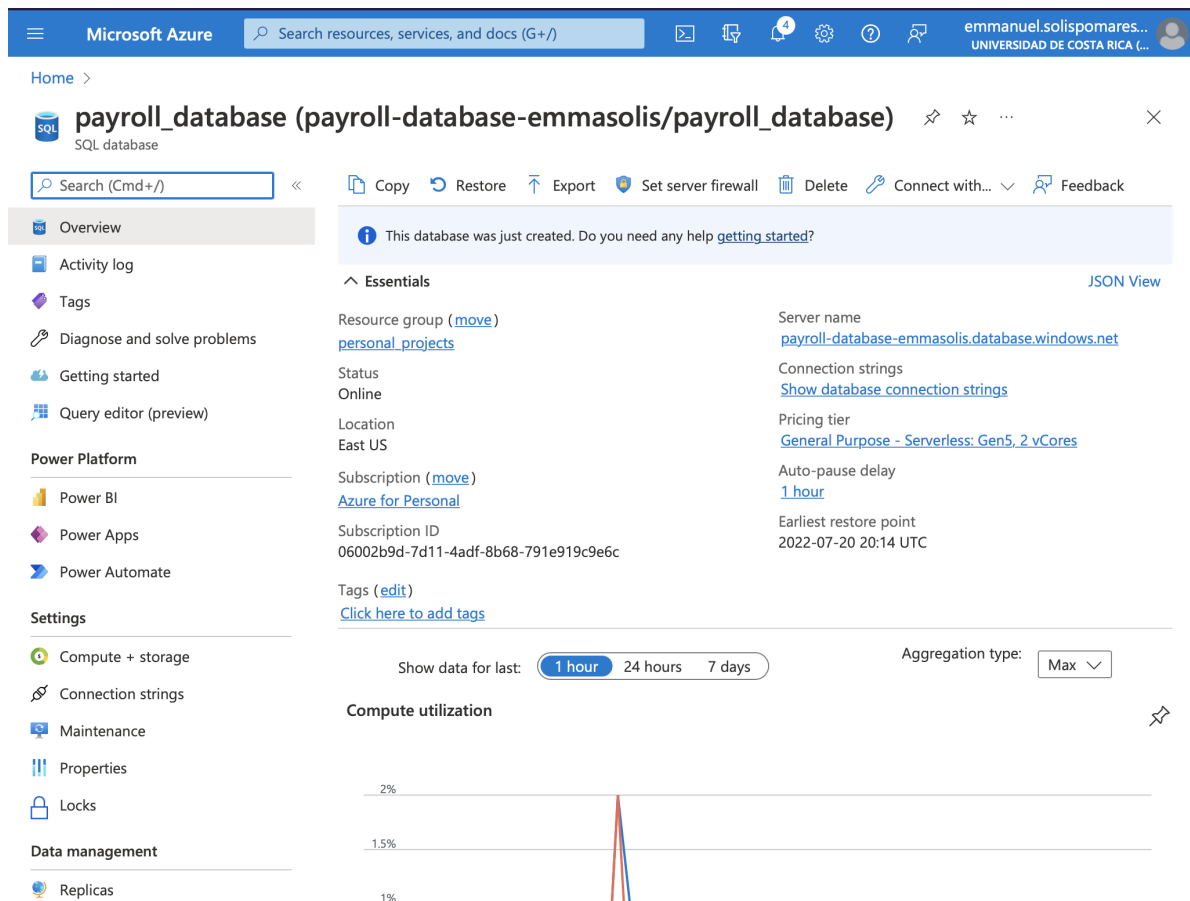 Microsoft Azure
Search resources, services, and docs (G+/)
4
emmanuel.solispomares...
UNIVERSIDAD DE COSTA RICA (...
Home
payroll_database (payroll-database-emmasolis/payroll_database)
SQL
SQL database
Search (Cmd+/)
Overview
Activity log
Tags
Diagnose and solve problems
Getting started
Query editor (preview)
Power Platform
Power BI
Power Apps
Power Automate
Settings
Compute + storage
Connection strings
Maintenance
Properties
Locks
Data management
Replicas
Copy
Restore
Export
Set server firewall
Delete
Connect with...
Feedback
This database was just created. Do you need any help getting started?
Essentials
JSON View
Resource group (move)
personal_projects
Status
Online
Location
East US
Subscription (move)
Azure for Personal
Subscription ID
06002b9d-7d11-4adf-8b68-791e919c9e6c
Server name
payroll-database-emmasolis.database.windows.net
Connection strings
Show database connection strings
Pricing tier
General Purpose - Serverless: Gen5, 2 vCores
Auto-pause delay
1 hour
Earliest restore point
2022-07-20 20:14 UTC
Tags (edit)
Click here to add tags
Show data for last:
1 hour
24 hours
7 days
Aggregation type:
Max
Compute utilization
2%
1.5%
1%